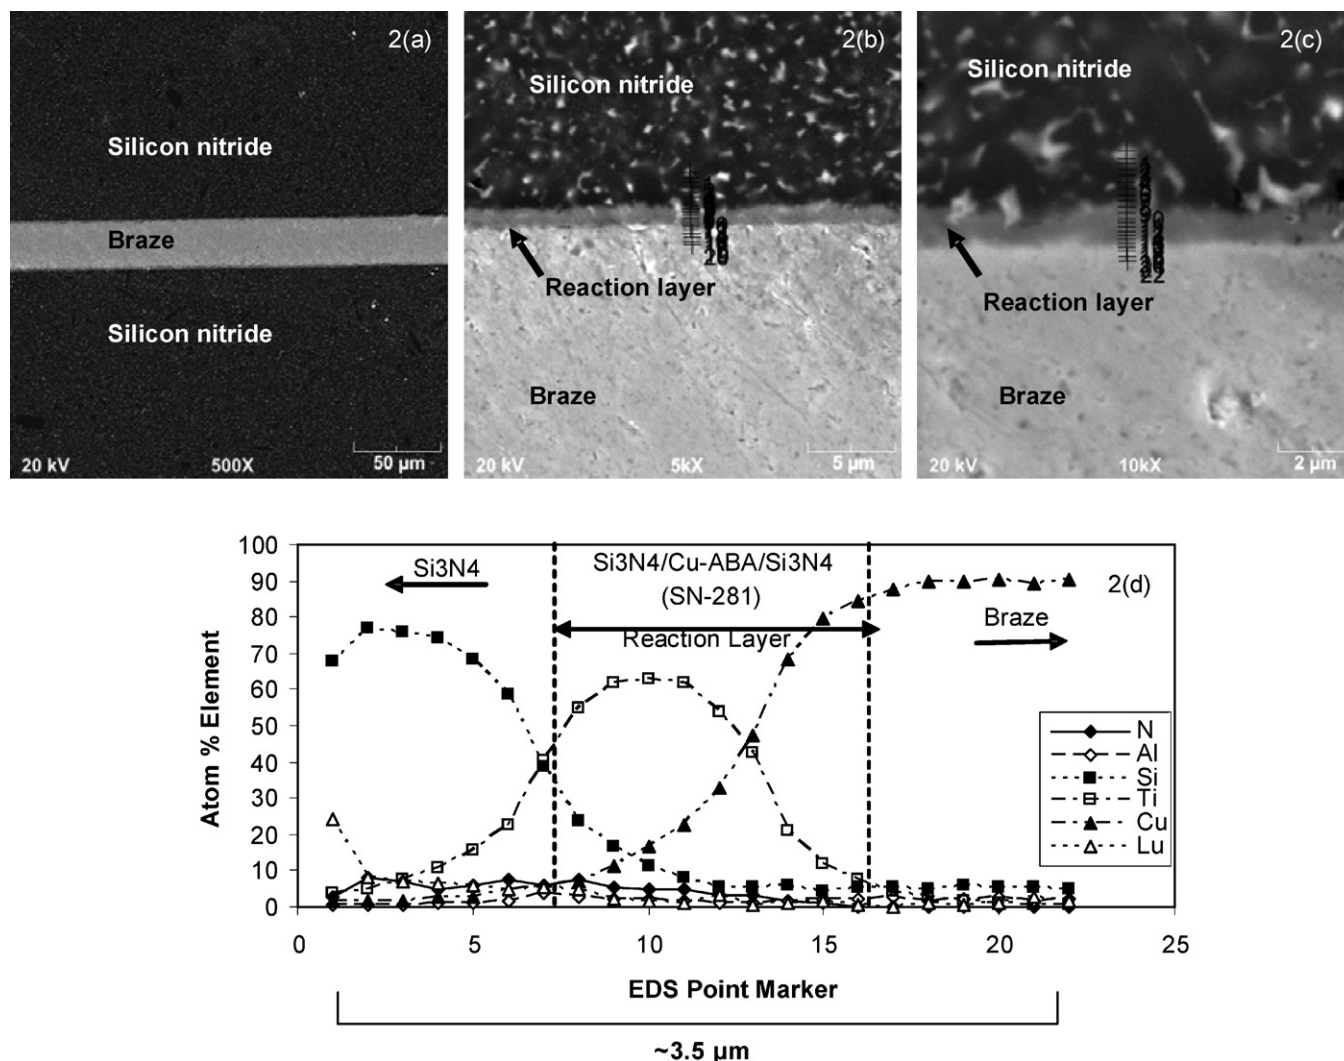 2(a)
Silicon nitride
Braze
Silicon nitride
20 kV 500X 50 µm
2(b)
Silicon nitride
Reaction layer
Braze
20 kV 5kX 5 µm
2(c)
Silicon nitride
Reaction layer
Braze
20 kV 10kX 2 µm
2(d)
Si3N4
Si3N4/Cu-ABA/Si3N4
(SN-281)
Reaction Layer
Braze
Atom % Element
100
90
80
70
60
50
40
30
20
10
0
N
Al
Si
Ti
Cu
Lu
0 5 10 15 20 25
EDS Point Marker
~3.5 µm